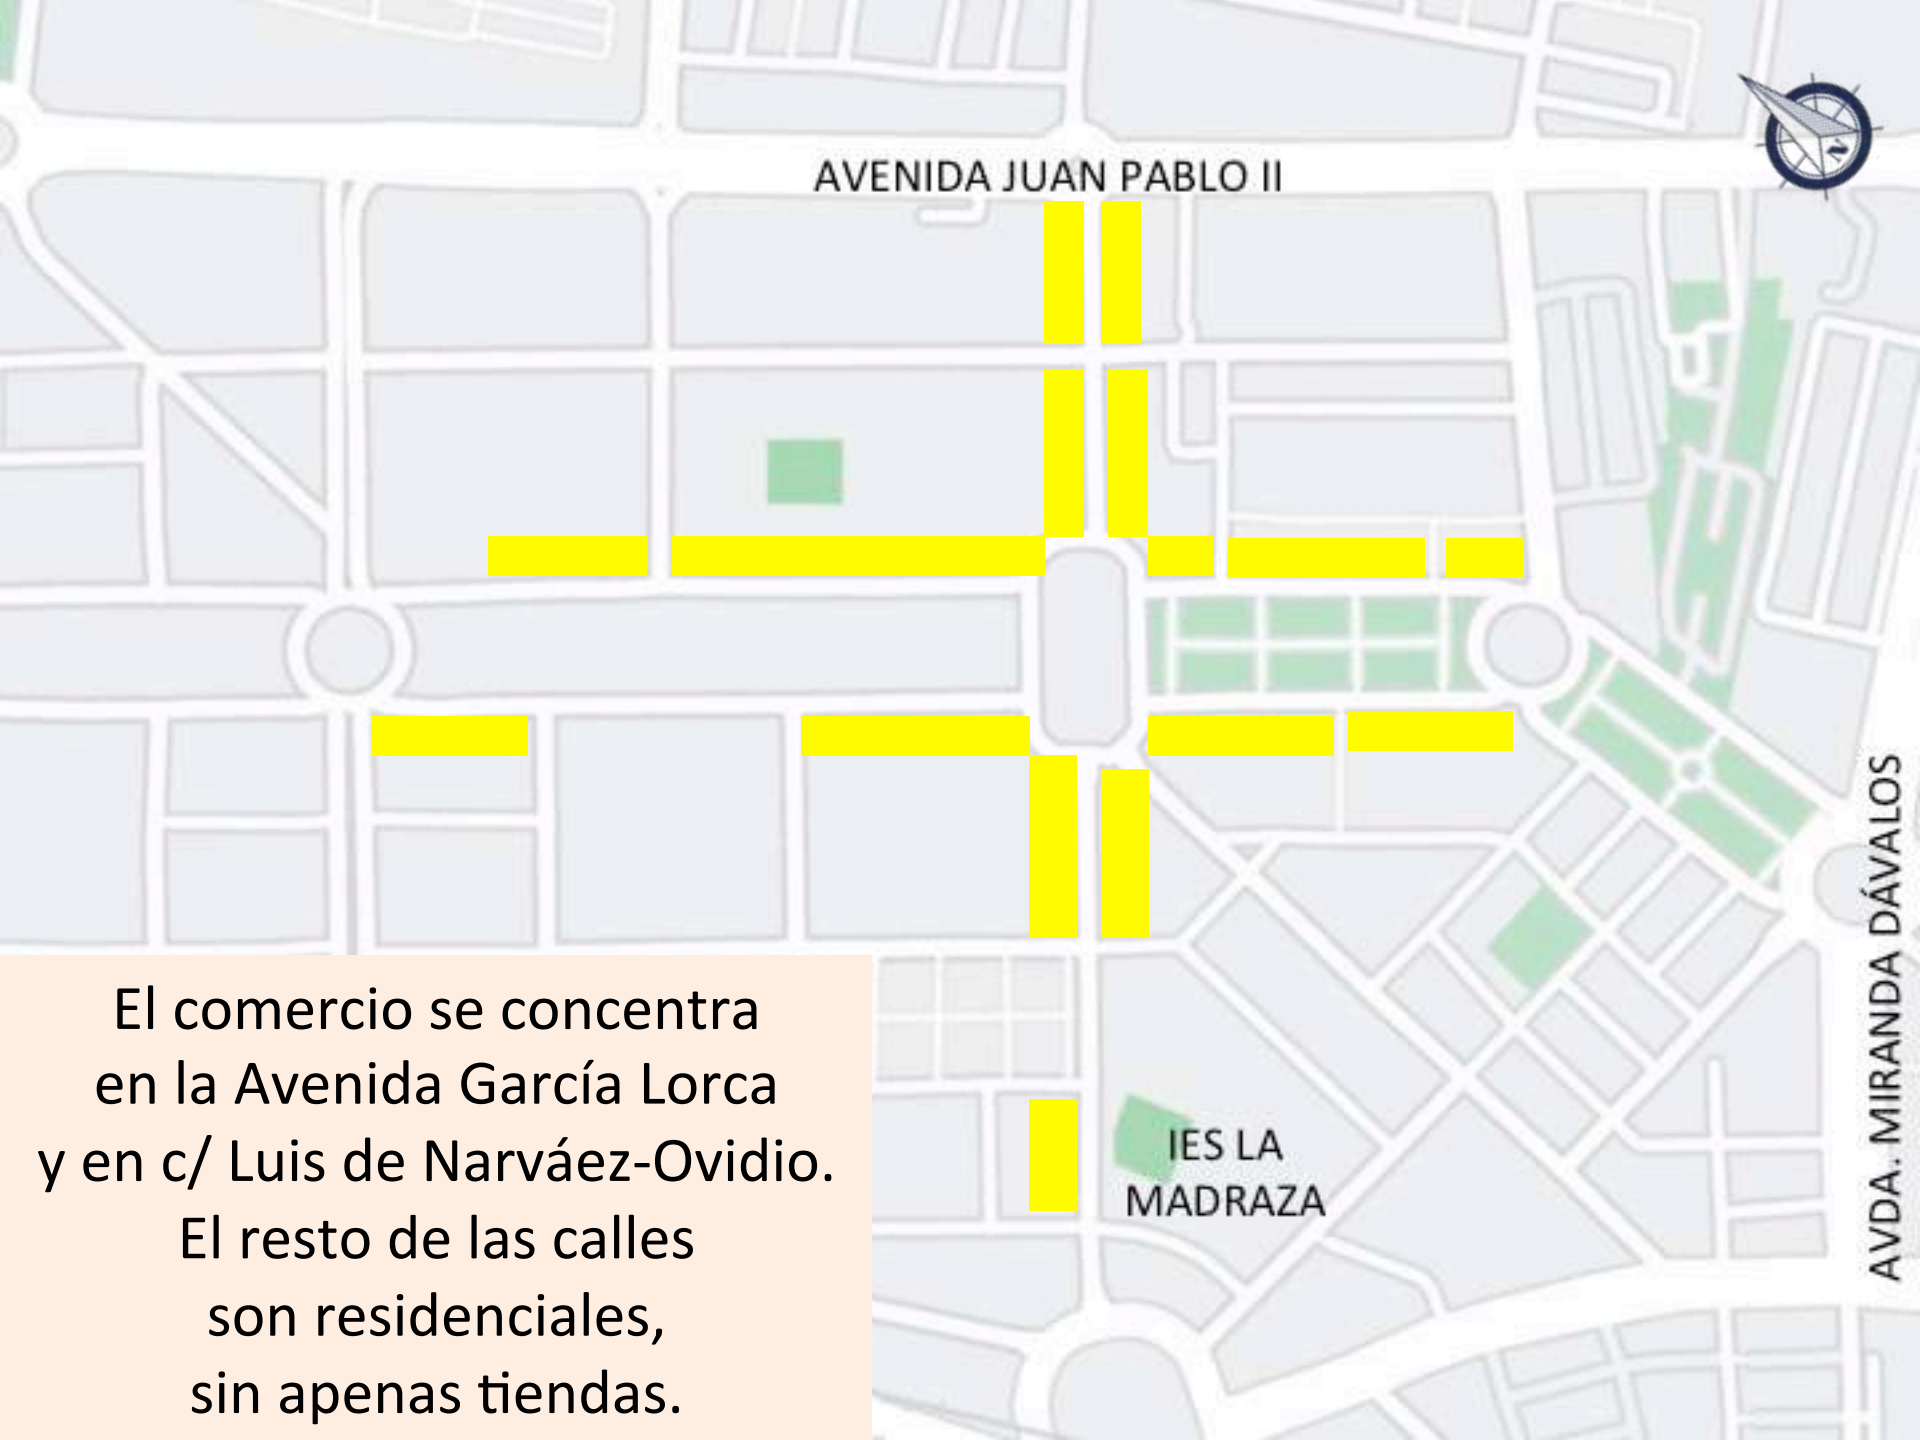 AVENIDA JUAN PABLO II
N
AVDA. MIRANDA DÁVALOS
IES LA
MADRAZA
El comercio se concentra
en la Avenida García Lorca
y en c/ Luis de Narváez-Ovidio.
El resto de las calles
son residenciales,
sin apenas tiendas.